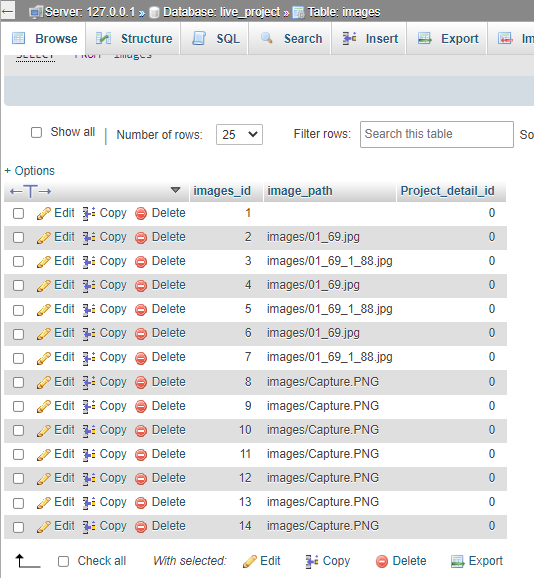 Server: 127.0.0.1 » Database: live_project » Table: images
Browse Structure SQL Search Insert Export Im
SELECT * FROM `images`
Show all Number of rows: 25 Filter rows: Search this table So
+ Options
←T→ images_id image_path Project_detail_id
Edit Copy Delete 1 0
Edit Copy Delete 2 images/01_69.jpg 0
Edit Copy Delete 3 images/01_69_1_88.jpg 0
Edit Copy Delete 4 images/01_69.jpg 0
Edit Copy Delete 5 images/01_69_1_88.jpg 0
Edit Copy Delete 6 images/01_69.jpg 0
Edit Copy Delete 7 images/01_69_1_88.jpg 0
Edit Copy Delete 8 images/Capture.PNG 0
Edit Copy Delete 9 images/Capture.PNG 0
Edit Copy Delete 10 images/Capture.PNG 0
Edit Copy Delete 11 images/Capture.PNG 0
Edit Copy Delete 12 images/Capture.PNG 0
Edit Copy Delete 13 images/Capture.PNG 0
Edit Copy Delete 14 images/Capture.PNG 0
Check all With selected: Edit Copy Delete Export